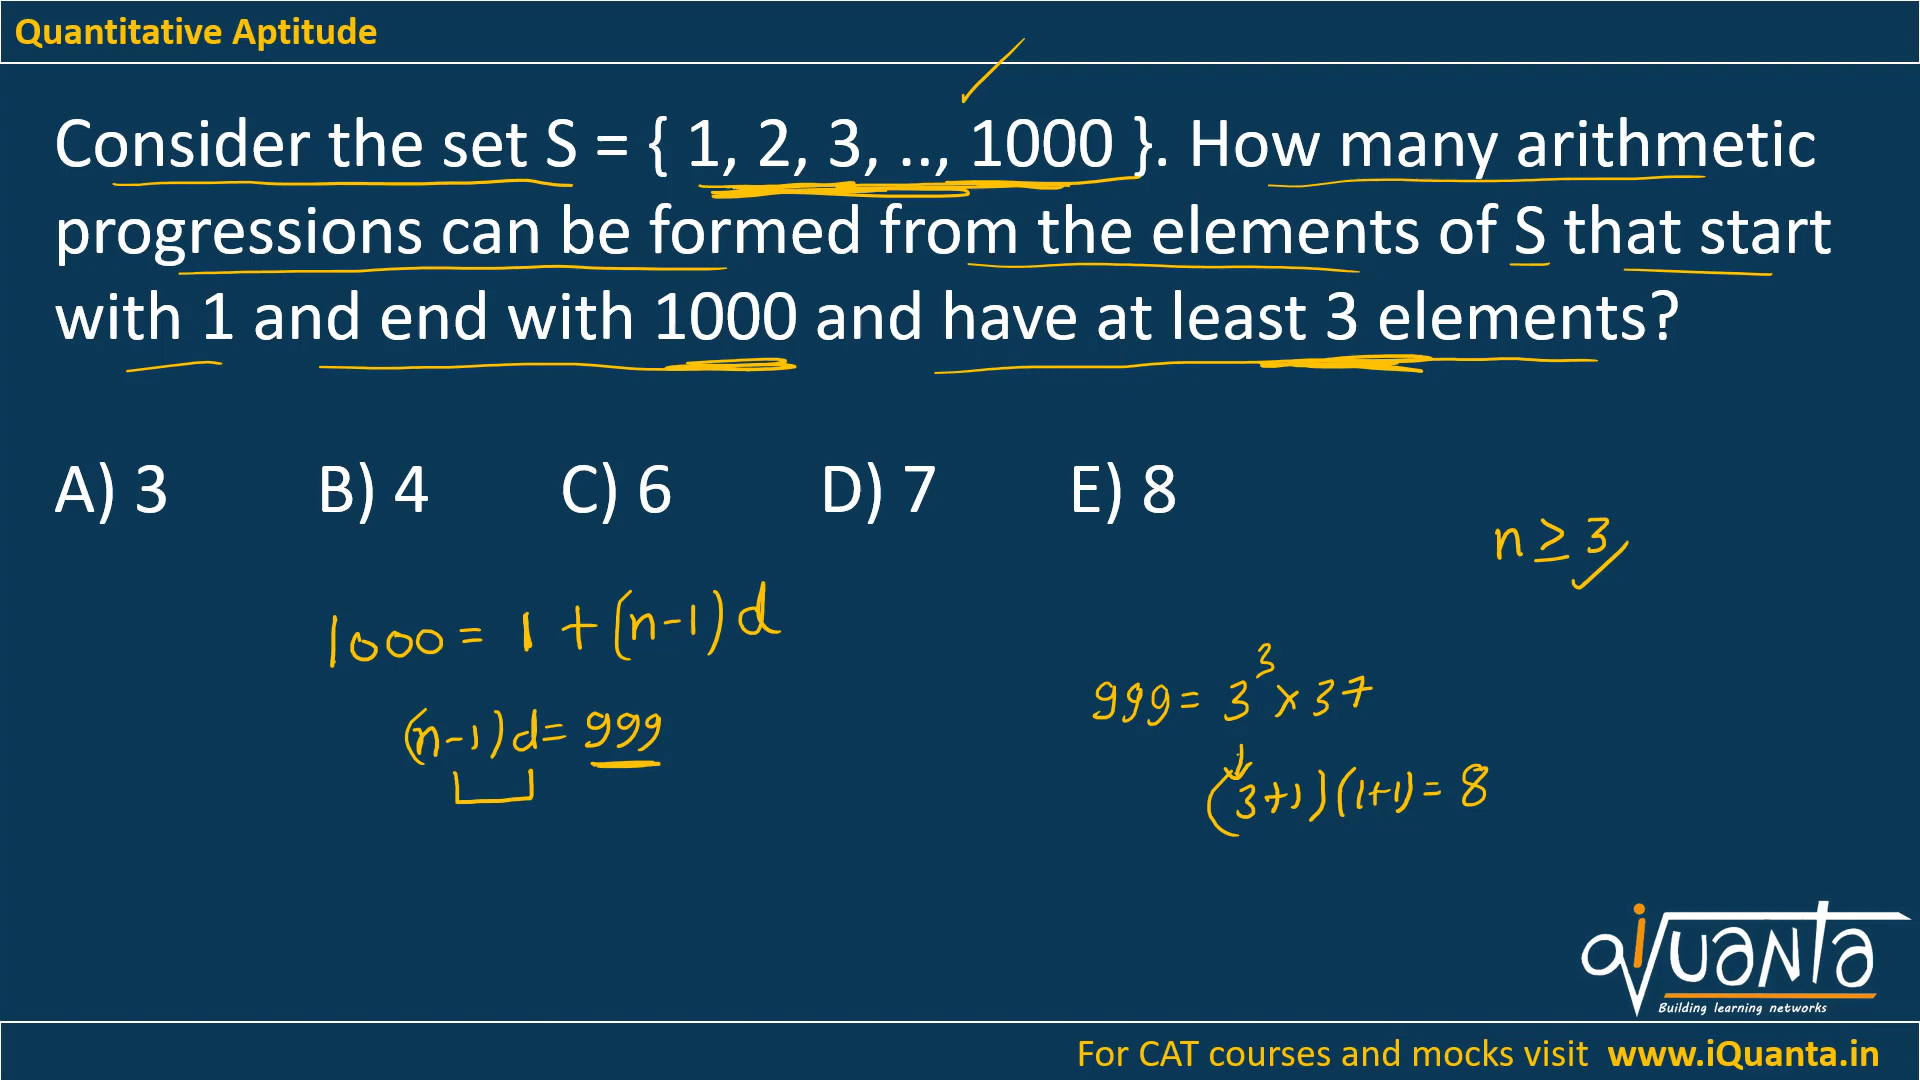 Quantitative Aptitude
Consider the set S = { 1, 2, 3, .., 1000 }. How many arithmetic
progressions can be formed from the elements of S that start
with 1 and end with 1000 and have at least 3 elements?
A) 3 B) 4 C) 6 D) 7 E) 8
n ≥ 3
1000 = 1 + (n-1) d
999 = 3³ × 37
(n-1) d = 999
(3+1)(1+1) = 8
iQuanta
Building learning networks
For CAT courses and mocks visit www.iQuanta.in